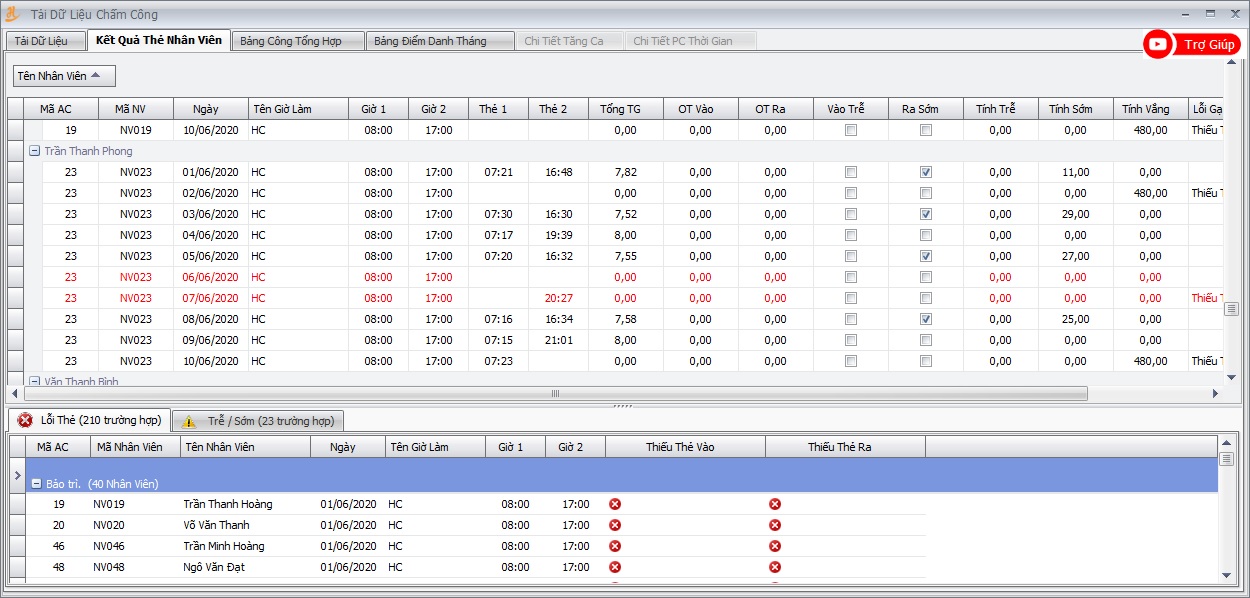 Tải Dữ Liệu Chấm Công
Tải Dữ Liệu Kết Quả Thẻ Nhân Viên Bảng Công Tổng Hợp Bảng Điểm Danh Tháng Chi Tiết Tăng Ca Chi Tiết PC Thời Gian
Trợ Giúp
Tên Nhân Viên
Mã AC Mã NV Ngày Tên Giờ Làm Giờ 1 Giờ 2 Thẻ 1 Thẻ 2 Tổng TG OT Vào OT Ra Vào Trễ Ra Sớm Tính Trễ Tính Sớm Tính Vắng Lỗi Gạ
19 NV019 10/06/2020 HC 08:00 17:00 0,00 0,00 0,00 0,00 0,00 480,00 Thiếu T
Trần Thanh Phong
23 NV023 01/06/2020 HC 08:00 17:00 07:21 16:48 7,82 0,00 0,00 0,00 11,00 0,00
23 NV023 02/06/2020 HC 08:00 17:00 0,00 0,00 0,00 0,00 0,00 480,00 Thiếu T
23 NV023 03/06/2020 HC 08:00 17:00 07:30 16:30 7,52 0,00 0,00 0,00 29,00 0,00
23 NV023 04/06/2020 HC 08:00 17:00 07:17 19:39 8,00 0,00 0,00 0,00 0,00 0,00
23 NV023 05/06/2020 HC 08:00 17:00 07:20 16:32 7,55 0,00 0,00 0,00 27,00 0,00
23 NV023 06/06/2020 HC 08:00 17:00 0,00 0,00 0,00 0,00 0,00 0,00
23 NV023 07/06/2020 HC 08:00 17:00 20:27 0,00 0,00 0,00 0,00 0,00 0,00 Thiếu T
23 NV023 08/06/2020 HC 08:00 17:00 07:16 16:34 7,58 0,00 0,00 0,00 25,00 0,00
23 NV023 09/06/2020 HC 08:00 17:00 07:15 21:01 8,00 0,00 0,00 0,00 0,00 0,00
23 NV023 10/06/2020 HC 08:00 17:00 07:23 0,00 0,00 0,00 0,00 0,00 480,00 Thiếu T
Văn Thanh Bình
Lỗi Thẻ (210 trường hợp) Trễ / Sớm (23 trường hợp)
Mã AC Mã Nhân Viên Tên Nhân Viên Ngày Tên Giờ Làm Giờ 1 Giờ 2 Thiếu Thẻ Vào Thiếu Thẻ Ra
Bảo trì. (40 Nhân Viên)
19 NV019 Trần Thanh Hoàng 01/06/2020 HC 08:00 17:00
20 NV020 Võ Văn Thanh 01/06/2020 HC 08:00 17:00
46 NV046 Trần Minh Hoàng 01/06/2020 HC 08:00 17:00
48 NV048 Ngô Văn Đạt 01/06/2020 HC 08:00 17:00